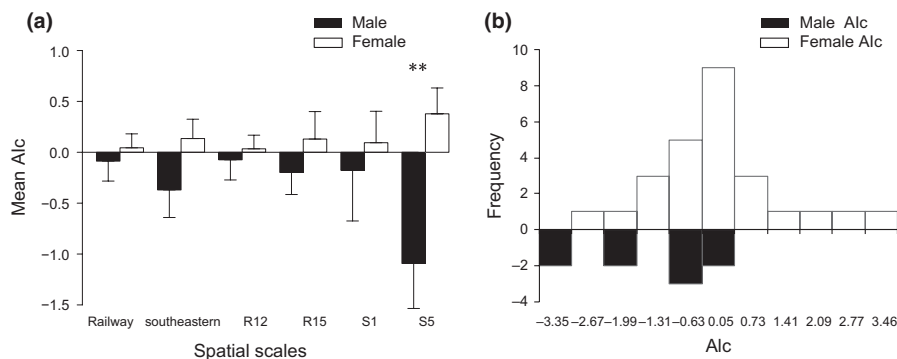 (a)
Male
Female
1.0
0.5
0.0
−0.5
−1.0
−1.5
Mean AIc
**
Railway southeastern R12 R15 S1 S5
Spatial scales
(b)
Male AIc
Female AIc
10
8
6
4
2
0
−2
−4
Frequency
−3.35 −2.67 −1.99 −1.31 −0.63 0.05 0.73 1.41 2.09 2.77 3.46
AIc